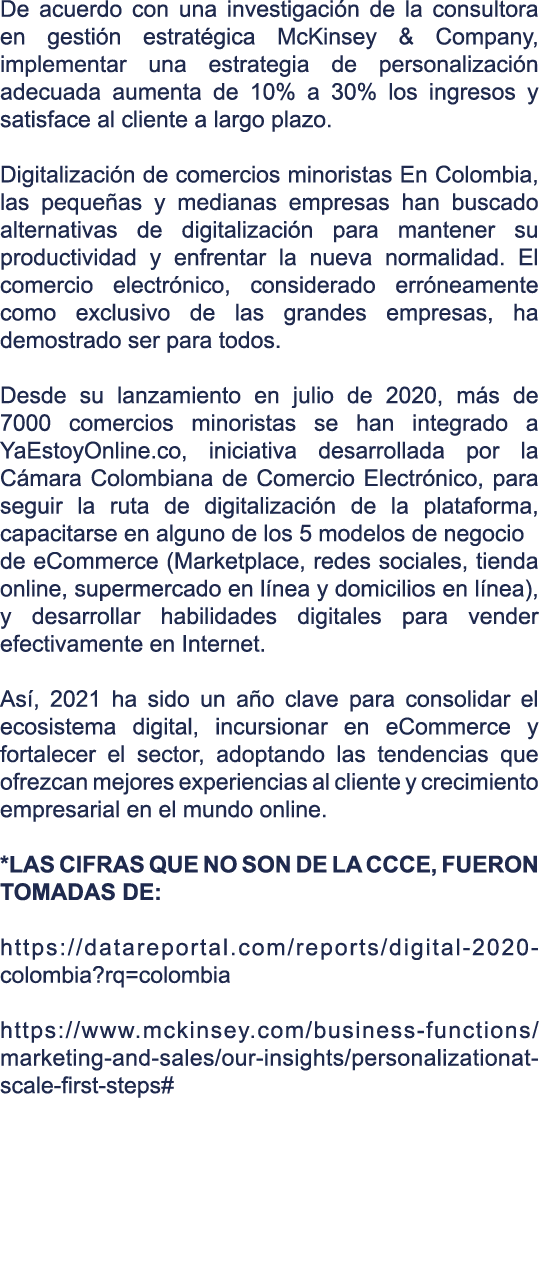 De acuerdo con una investigación de la consultora
en gestión estratégica McKinsey & Company,
implementar una estrategia de personalización
adecuada aumenta de 10% a 30% los ingresos y
satisface al cliente a largo plazo.

Digitalización de comercios minoristas En Colombia,
las pequeñas y medianas empresas han buscado
alternativas de digitalización para mantener su
productividad y enfrentar la nueva normalidad. El
comercio electrónico, considerado erróneamente
como exclusivo de las grandes empresas, ha
demostrado ser para todos.

Desde su lanzamiento en julio de 2020, más de
7000 comercios minoristas se han integrado a
YaEstoyOnline.co, iniciativa desarrollada por la
Cámara Colombiana de Comercio Electrónico, para
seguir la ruta de digitalización de la plataforma,
capacitarse en alguno de los 5 modelos de negocio
de eCommerce (Marketplace, redes sociales, tienda
online, supermercado en línea y domicilios en línea),
y desarrollar habilidades digitales para vender
efectivamente en Internet.

Así, 2021 ha sido un año clave para consolidar el
ecosistema digital, incursionar en eCommerce y
fortalecer el sector, adoptando las tendencias que
ofrezcan mejores experiencias al cliente y crecimiento
empresarial en el mundo online.

*LAS CIFRAS QUE NO SON DE LA CCCE, FUERON
TOMADAS DE:

https://datareportal.com/reports/digital-2020-
colombia?rq=colombia

https://www.mckinsey.com/business-functions/
marketing-and-sales/our-insights/personalizationat-
scale-first-steps#